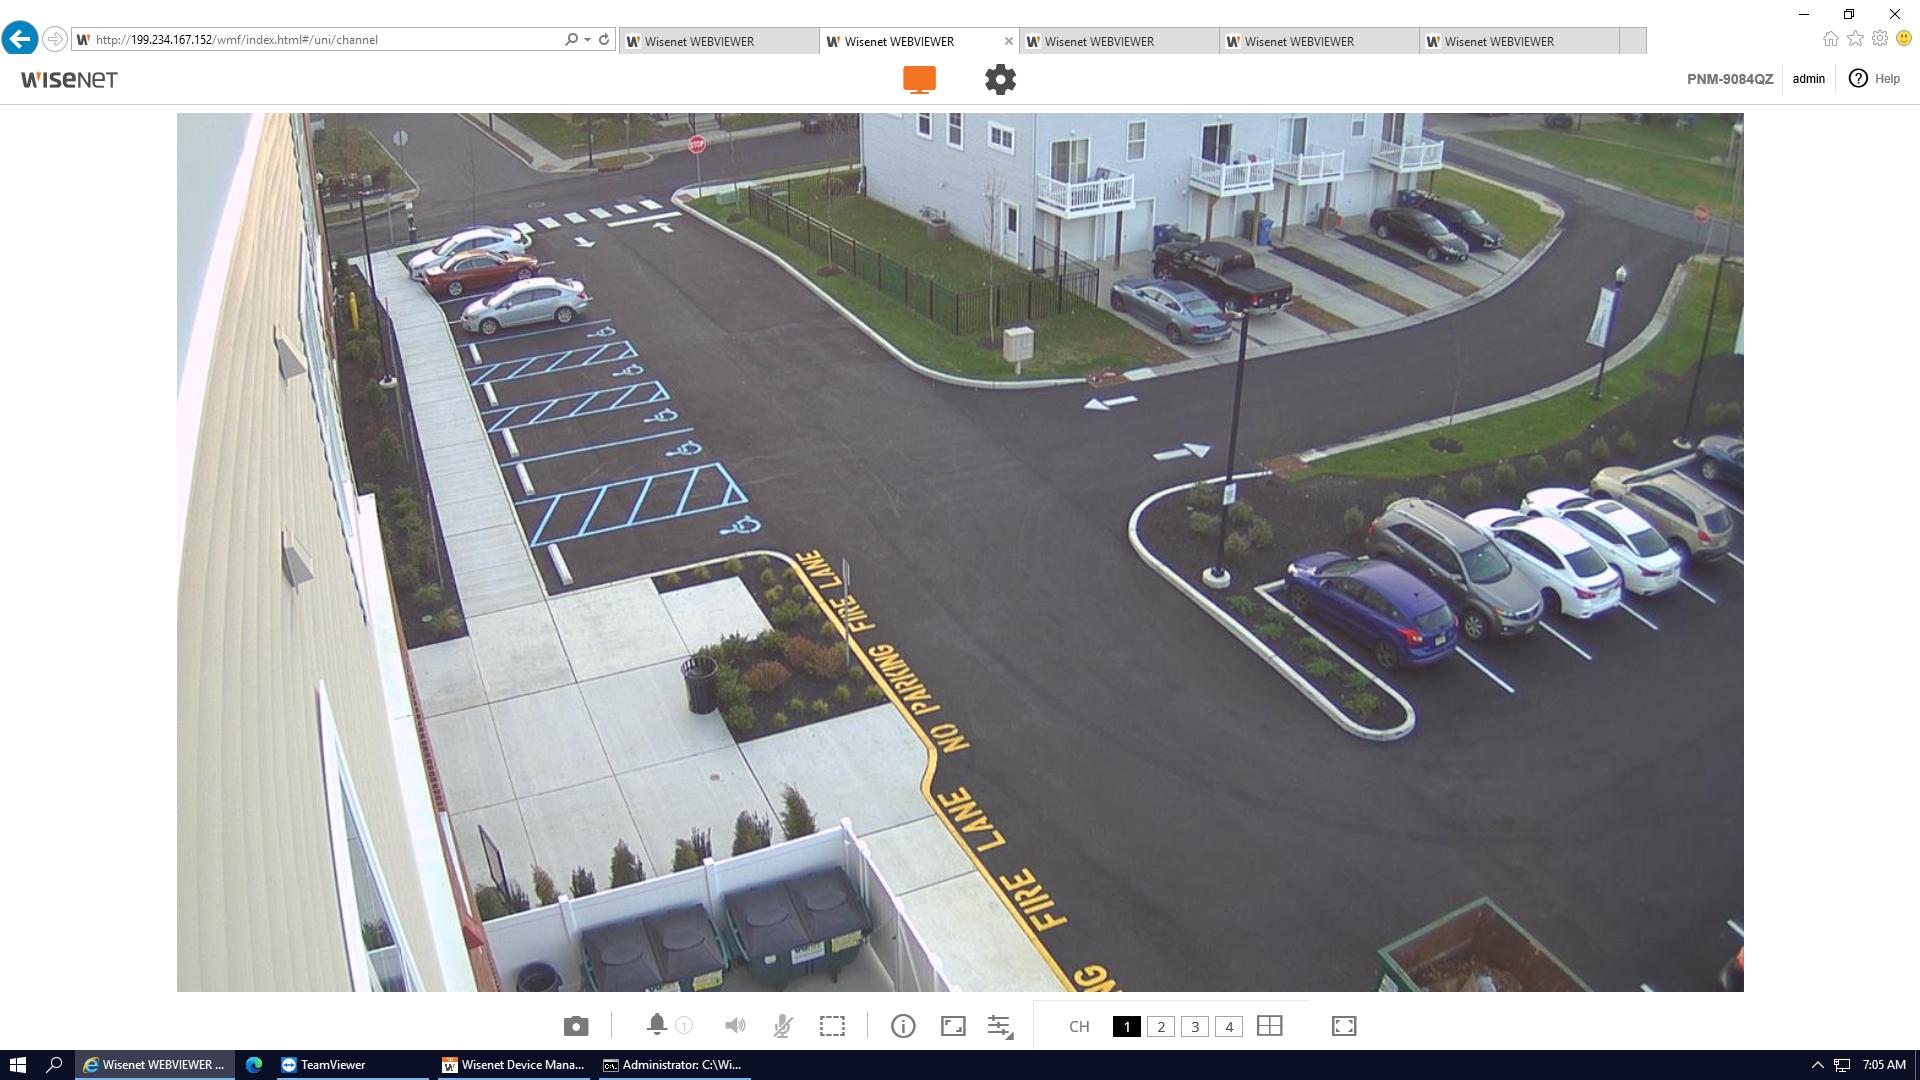 http://199.234.167.152/wmf/index.html#/uni/channel
Wisenet WEBVIEWER
Wisenet WEBVIEWER
Wisenet WEBVIEWER
Wisenet WEBVIEWER
Wisenet WEBVIEWER
WISENET
PNM-9084QZ
admin
? Help
STOP
FIRE LANE
NO PARKING
FIRE LANE
NG
1
CH 1 2 3 4
Wisenet WEBVIEWER ...
TeamViewer
Wisenet Device Mana...
Administrator: C:\Wi...
7:05 AM